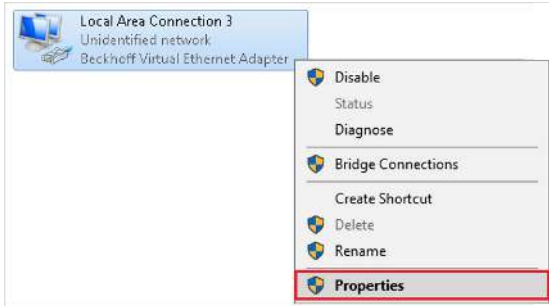 Local Area Connection 3
Unidentified network
Beckhoff Virtual Ethernet Adapter
Disable
Status
Diagnose
Bridge Connections
Create Shortcut
Delete
Rename
Properties